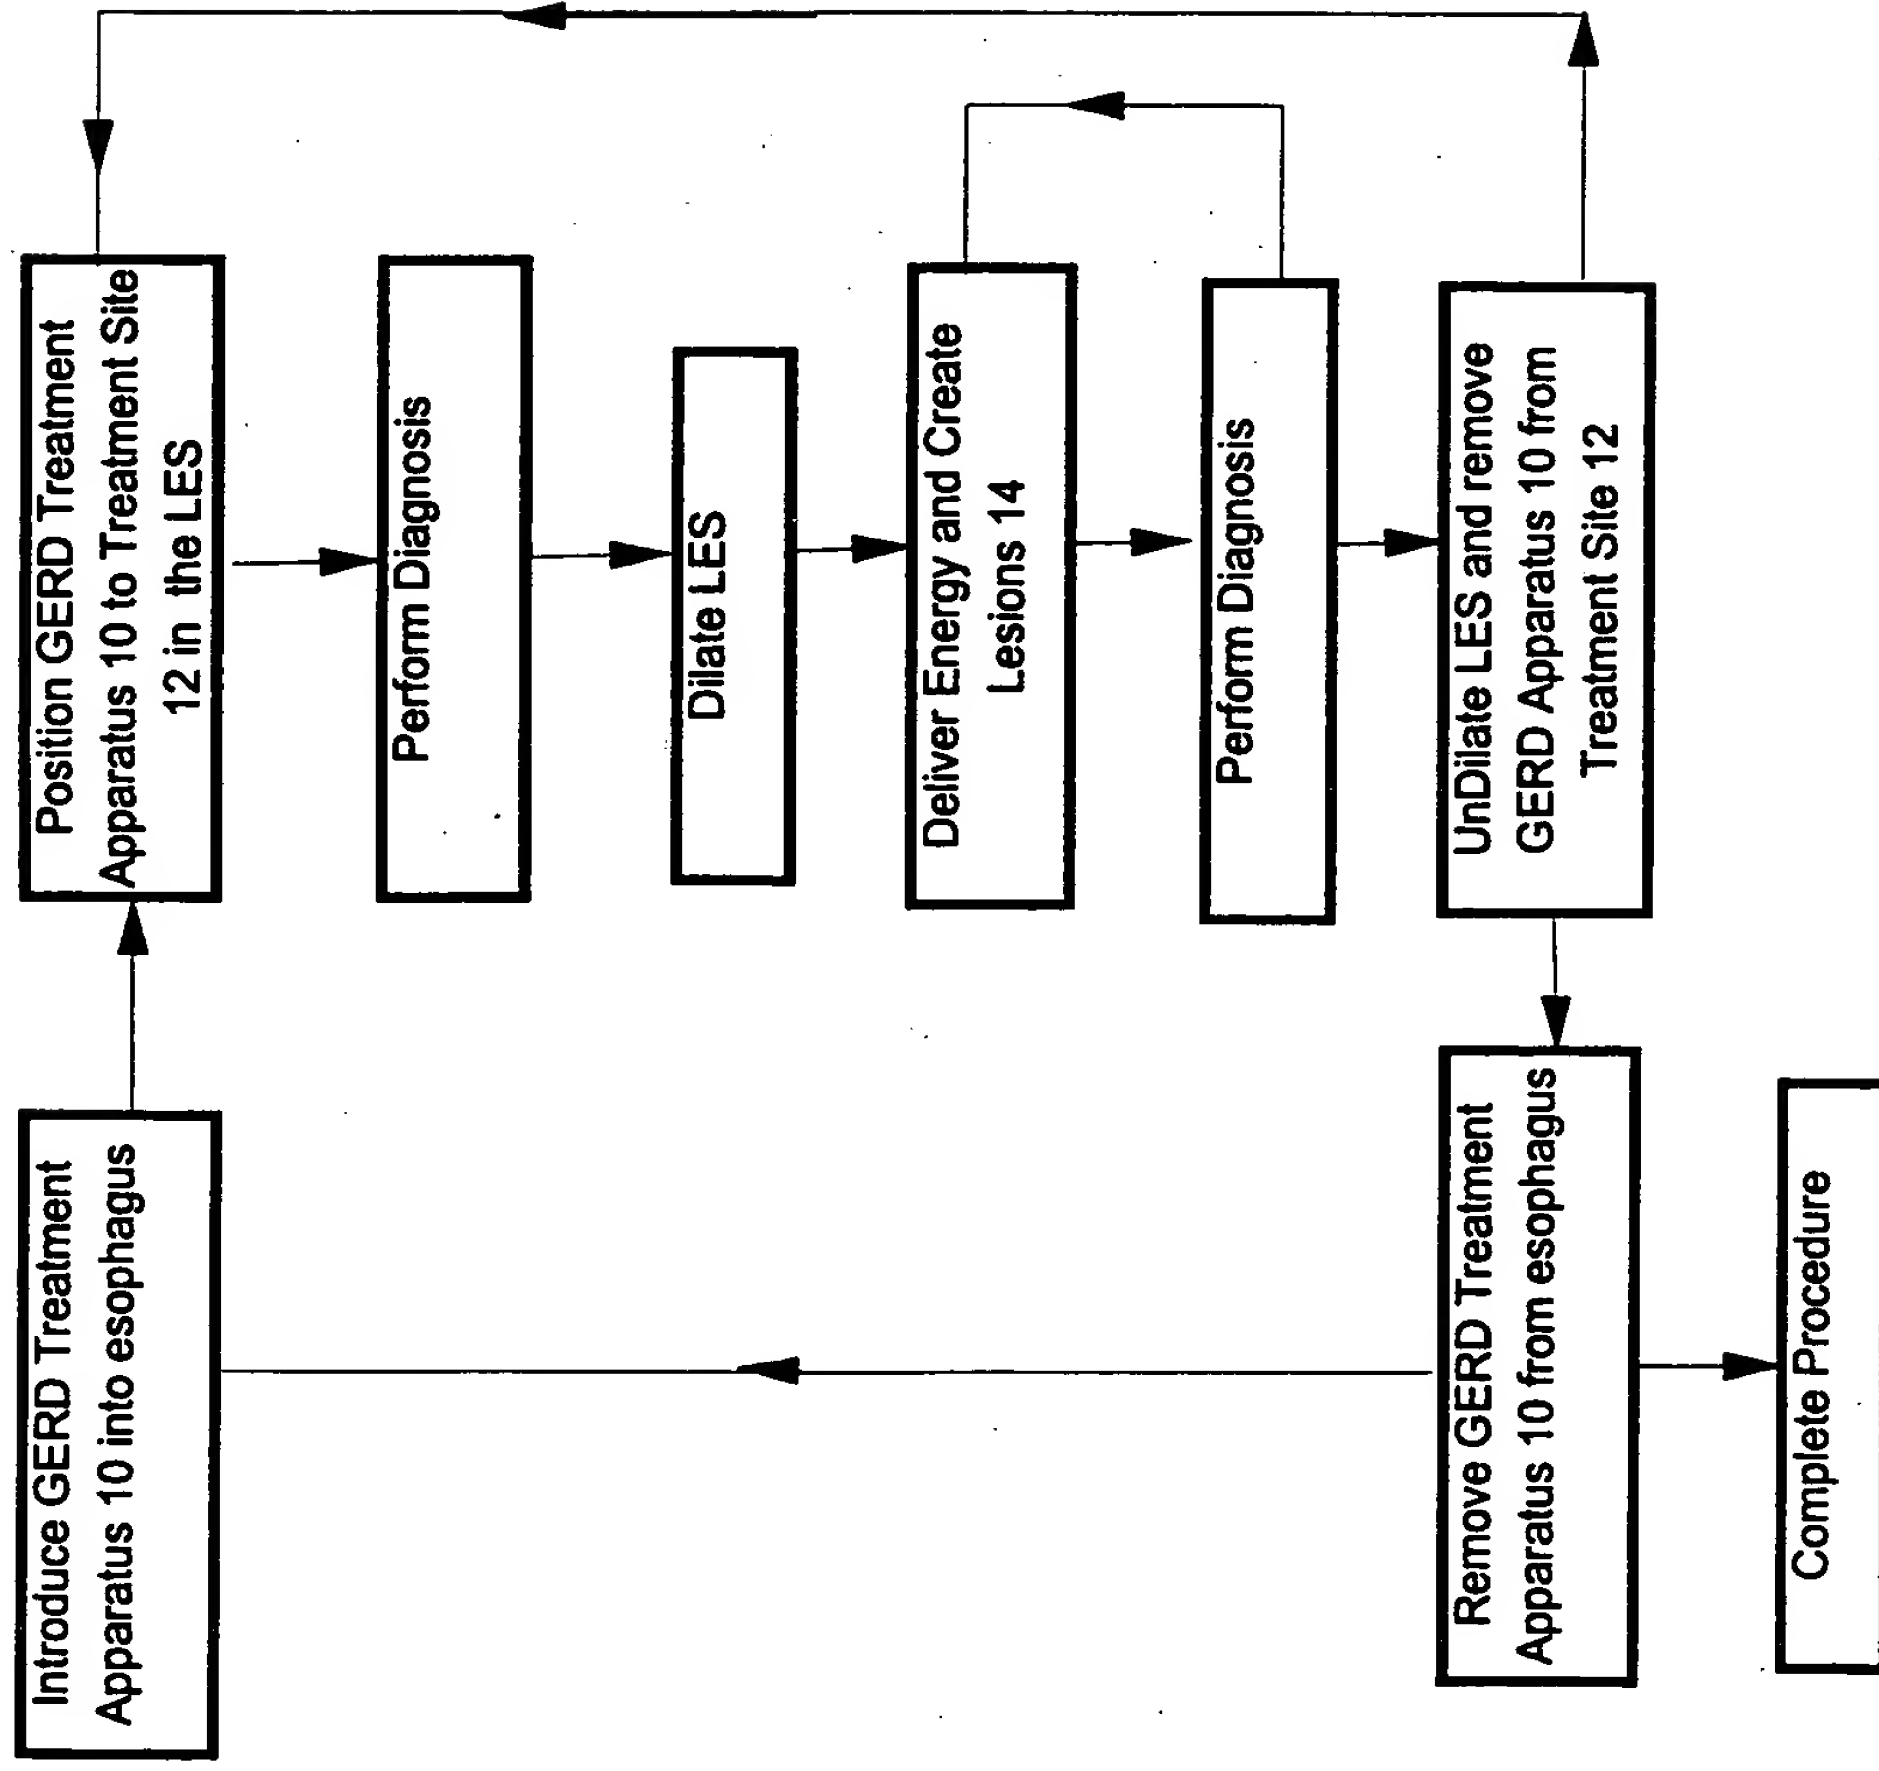 Introduce GERD Treatment
Apparatus 10 into esophagus
Position GERD Treatment
Apparatus 10 to Treatment Site
12 in the LES
Perfom Diagnosis
Dilate LES
Deliver Energy and Create
Lesions 14
Perform Diagnosis
UnDilate LES and remove
GERD Apparatus 10 from
Treatment Site 12
Remove GERD Treatment
Apparatus 10 from esophagus
Complete Procedure